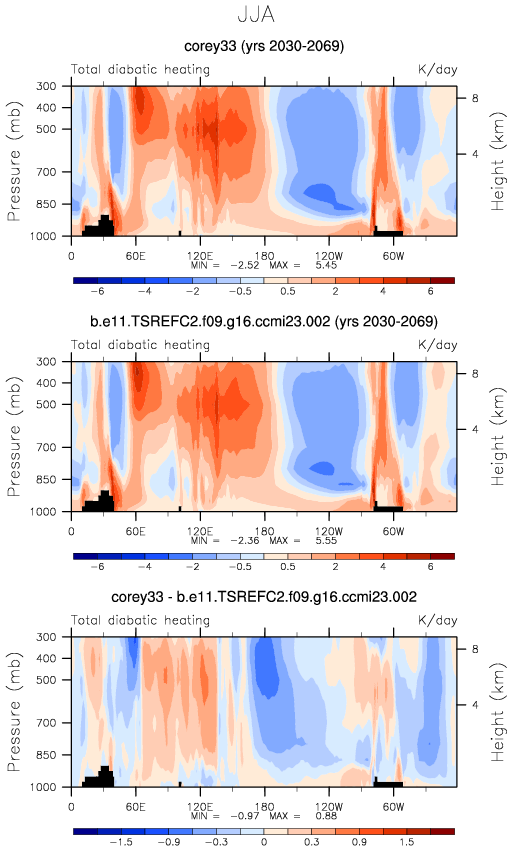 JJA
corey33 (yrs 2030-2069)
Total diabatic heating K/day
300
500
700
850
1000
Pressure (mb)
8
4
Height (km)
0 60E 120E 180 120W 60W
MIN = -2.52 MAX = 5.45
-6 -4 -2 -1 -0.5 0.5 1 2 4 6
b.e11.TSREFC2.f09.g16.ccmi23.002 (yrs 2030-2069)
Total diabatic heating K/day
300
500
700
850
1000
Pressure (mb)
8
4
Height (km)
0 60E 120E 180 120W 60W
MIN = -2.36 MAX = 5.55
-6 -4 -2 -1 -0.5 0.5 1 2 4 6
corey33 - b.e11.TSREFC2.f09.g16.ccmi23.002
Total diabatic heating K/day
300
500
700
850
1000
Pressure (mb)
8
4
Height (km)
0 60E 120E 180 120W 60W
MIN = -0.97 MAX = 0.88
-1.5 -0.9 -0.3 0 0.3 0.9 1.5